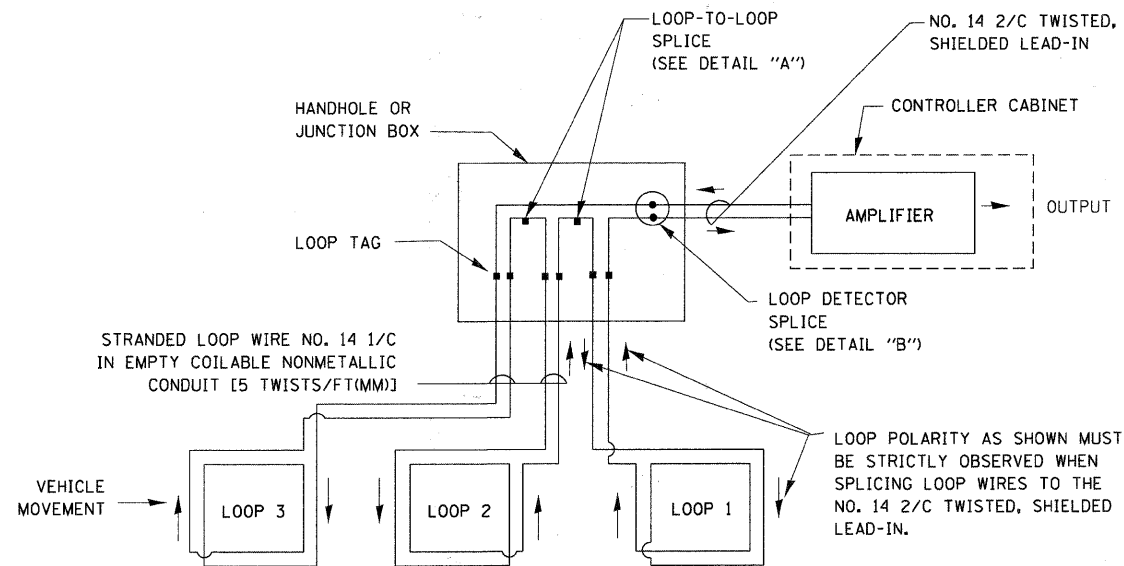 LOOP-TO-LOOP
SPLICE
(SEE DETAIL "A")
NO. 14 2/C TWISTED,
SHIELDED LEAD-IN
HANDHOLE OR
JUNCTION BOX
CONTROLLER CABINET
AMPLIFIER
OUTPUT
LOOP TAG
LOOP DETECTOR
SPLICE
(SEE DETAIL "B")
STRANDED LOOP WIRE NO. 14 1/C
IN EMPTY COILABLE NONMETALLIC
CONDUIT [5 TWISTS/FT(MM)]
LOOP POLARITY AS SHOWN MUST
BE STRICTLY OBSERVED WHEN
SPLICING LOOP WIRES TO THE
NO. 14 2/C TWISTED, SHIELDED
LEAD-IN.
VEHICLE
MOVEMENT
LOOP 3
LOOP 2
LOOP 1